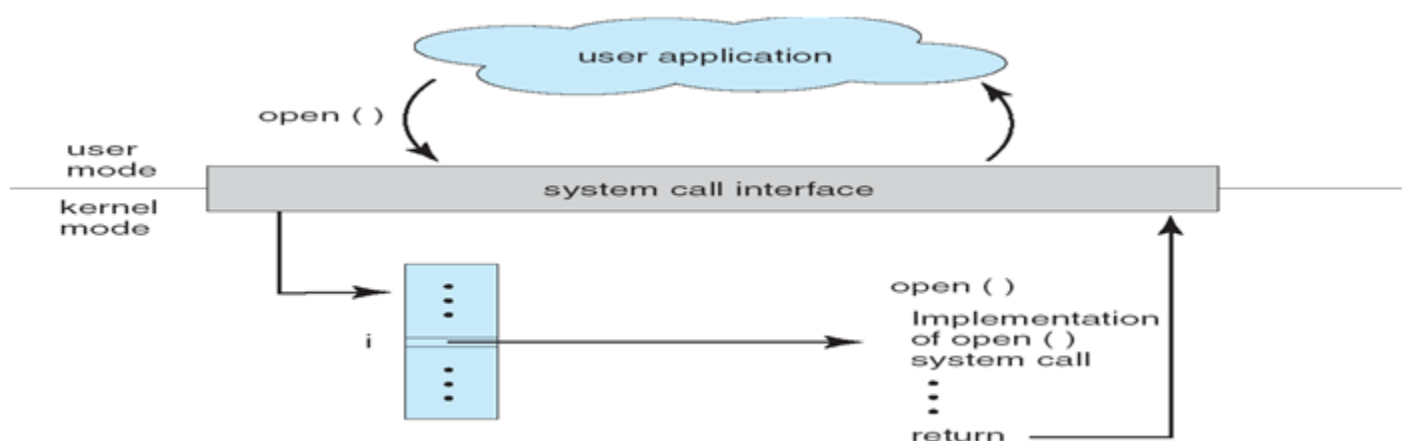 user application
open ( )
user
mode
system call interface
kernel
mode
open ( )
i
Implementation
of open ( )
system call
return